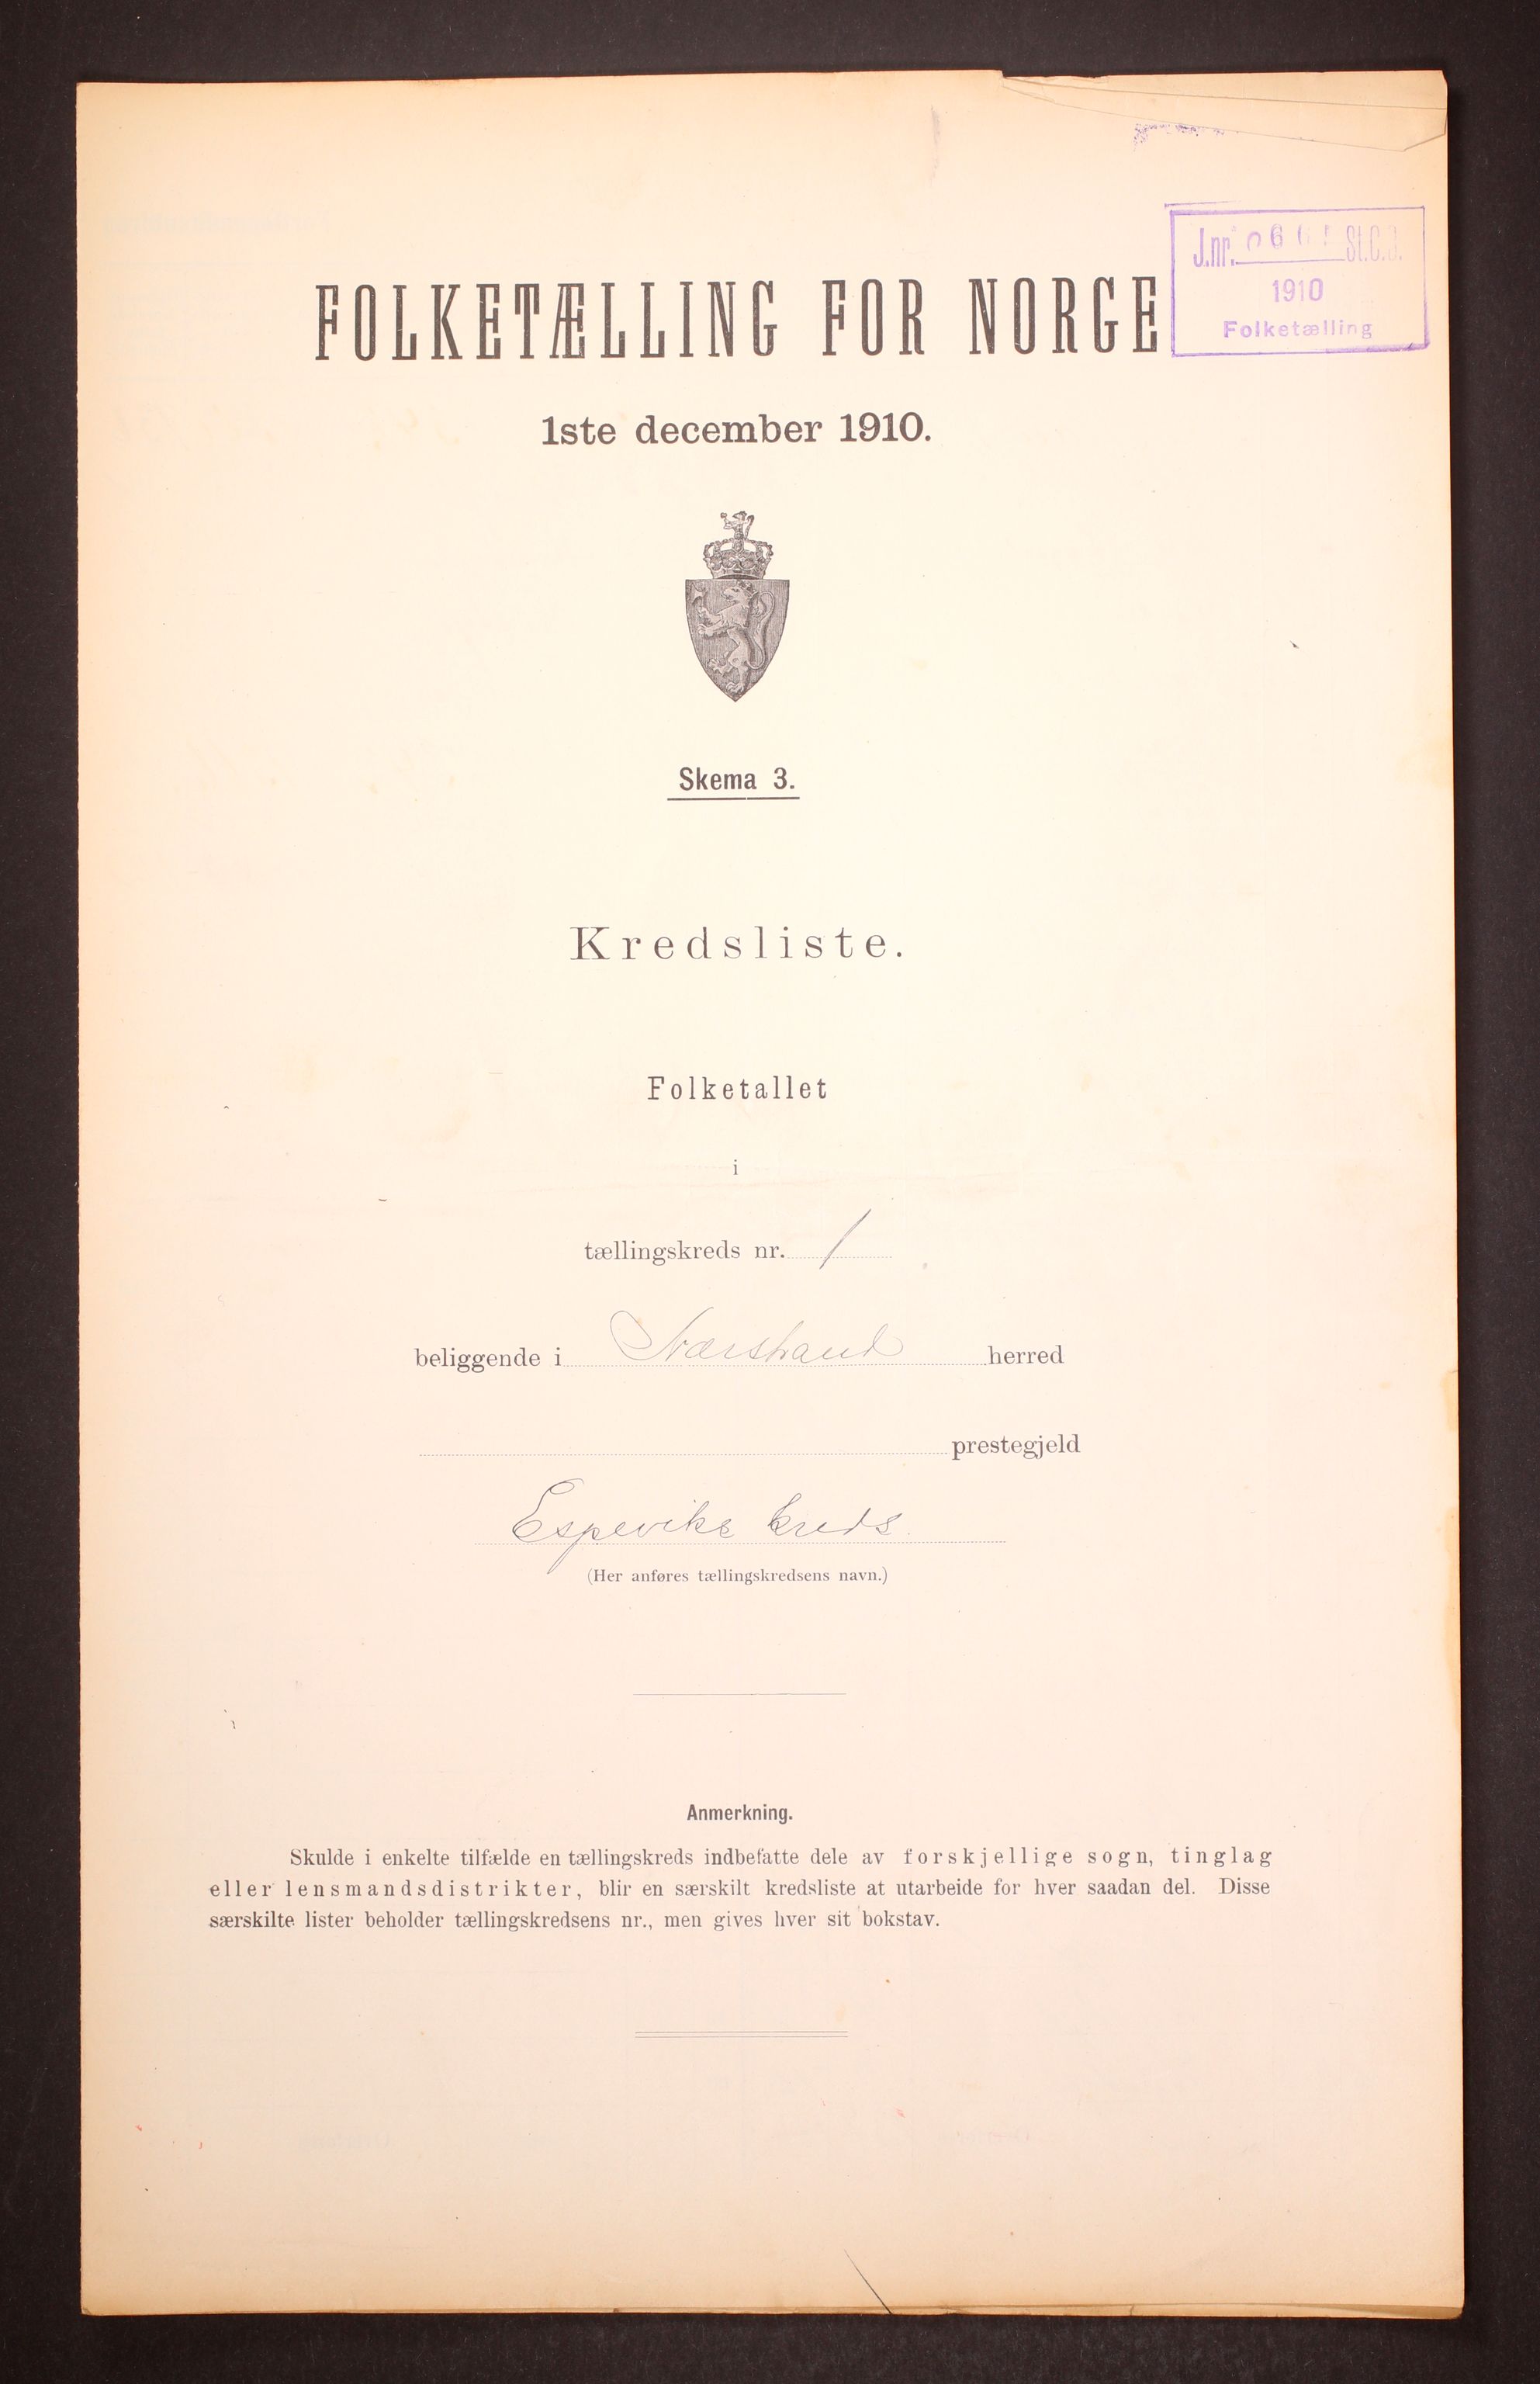 J.nr. St.C.B.
1910
Folketælling
FOLKETÆLLING FOR NORGE
1ste december 1910.
Skema 3.
Kredsliste.
Folketallet
i
tællingskreds nr. 1
beliggende i Nærstrand herred
prestegjeld
Espeviks kreds.
(Her anføres tællingskredsens navn.)
Anmerkning.
Skulde i enkelte tilfælde en tællingskreds indbefatte dele av forskjellige sogn, tinglag
eller lensmandsdistrikter, blir en særskilt kredsliste at utarbeide for hver saadan del. Disse
særskilte lister beholder tællingskredsens nr., men gives hver sit bokstav.